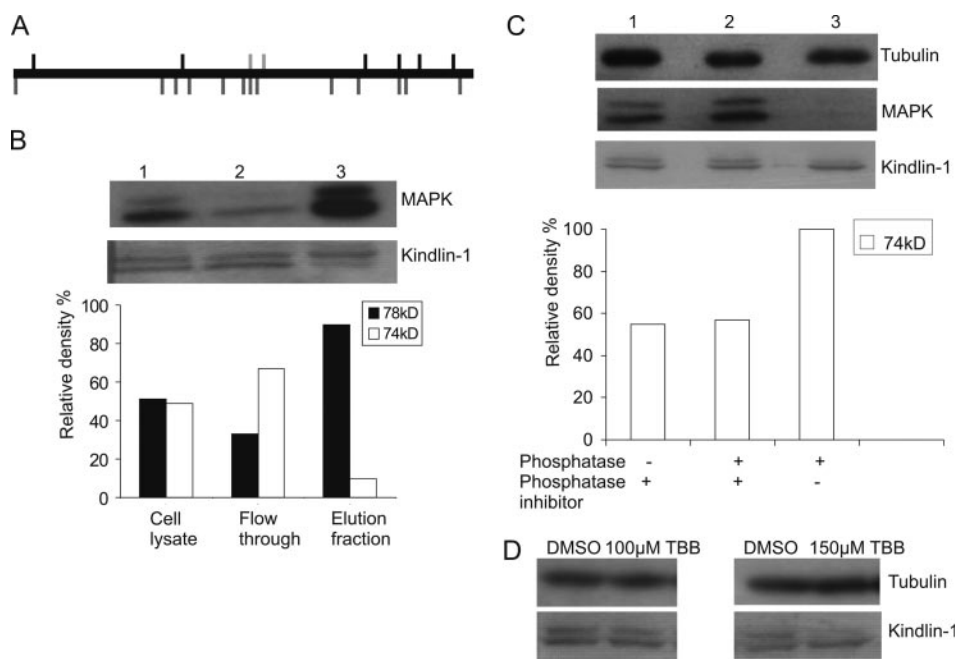 A
B
1 2 3
MAPK
Kindlin-1
Relative density %
100
80
60
40
20
0
78kD
74kD
Cell lysate
Flow through
Elution fraction
C
1 2 3
Tubulin
MAPK
Kindlin-1
Relative density %
100
80
60
40
20
0
74kD
Phosphatase - + +
Phosphatase inhibitor + + -
D
DMSO 100µM TBB
DMSO 150µM TBB
Tubulin
Kindlin-1